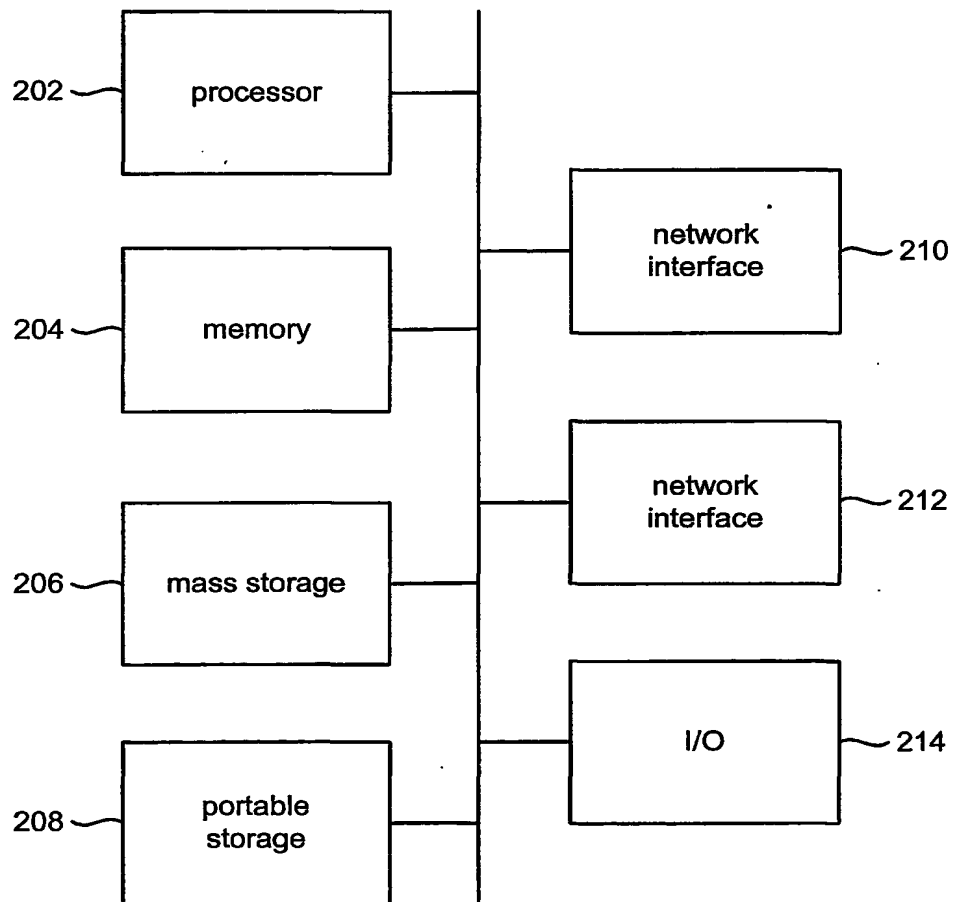 202
processor
204
memory
206
mass storage
208
portable
storage
network
interface
210
network
interface
212
I/O
214